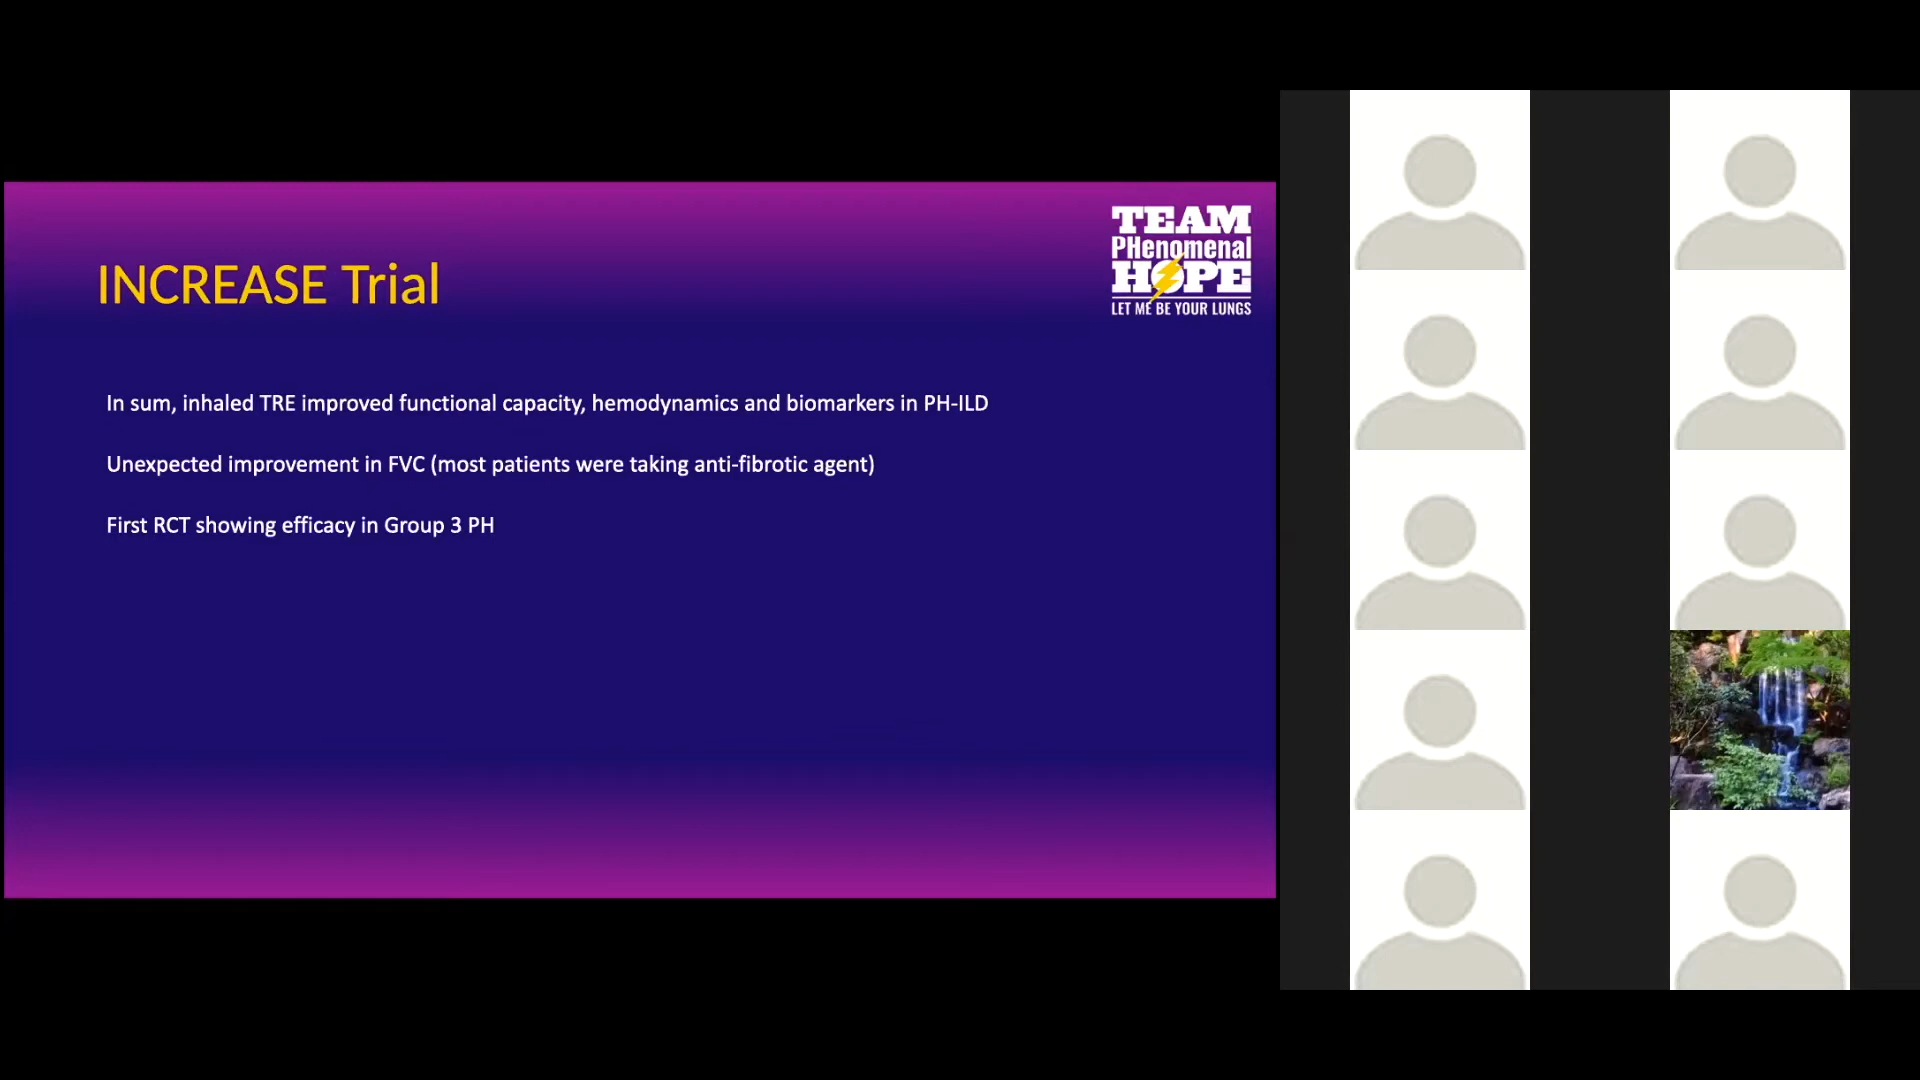 TEAM
PHenomenal
HOPE
LET ME BE YOUR LUNGS
INCREASE Trial
In sum, inhaled TRE improved functional capacity, hemodynamics and biomarkers in PH-ILD
Unexpected improvement in FVC (most patients were taking anti-fibrotic agent)
First RCT showing efficacy in Group 3 PH